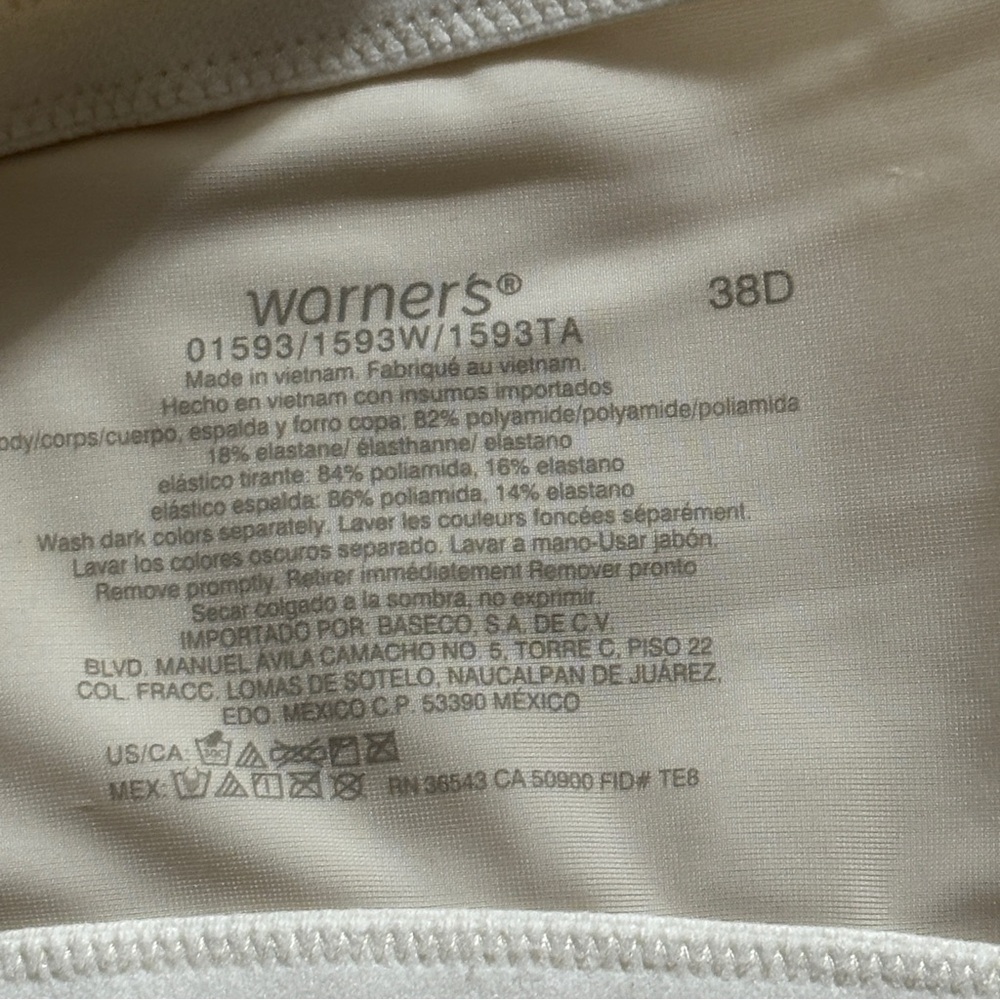 warner's®
38D
01593/1593W/1593TA
Made in vietnam. Fabriqué au vietnam.
Hecho en vietnam con insumos importados
ody/corps/cuerpo, espalda y forro copa: 82% polyamide/polyamide/poliamida
18% elastane/ élasthanne/ elastano
elástico tirante: 84% poliamida, 16% elastano
elástico espalda: 86% poliamida, 14% elastano
Wash dark colors separately. Laver les couleurs foncées séparément.
Lavar los colores oscuros separado. Lavar a mano-Usar jabón.
Remove promptly. Retirer immédiatement Remover pronto
Secar colgado a la sombra, no exprimir.
IMPORTADO POR: BASECO, S.A. DE C.V.
BLVD. MANUEL ÁVILA CAMACHO NO. 5, TORRE C, PISO 22
COL. FRACC. LOMAS DE SOTELO, NAUCALPAN DE JUÁREZ,
EDO. MÉXICO C.P. 53390 MÉXICO
US/CA:
MEX: RN 36543 CA 50900 FID# TE8